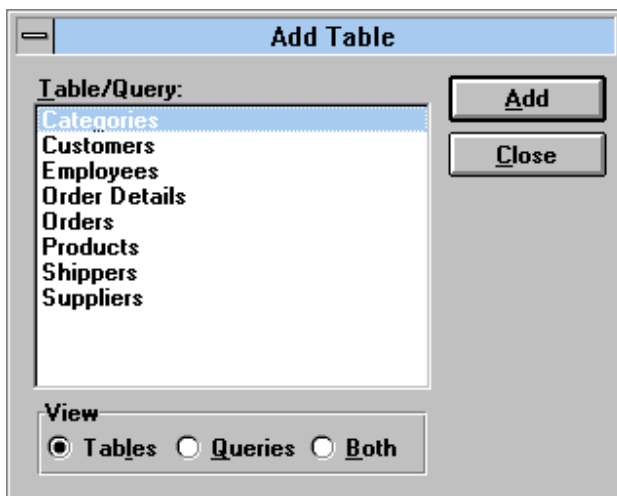 Add Table
Table/Query:
Categories
Customers
Employees
Order Details
Orders
Products
Shippers
Suppliers
Add
Close
View
Tables Queries Both